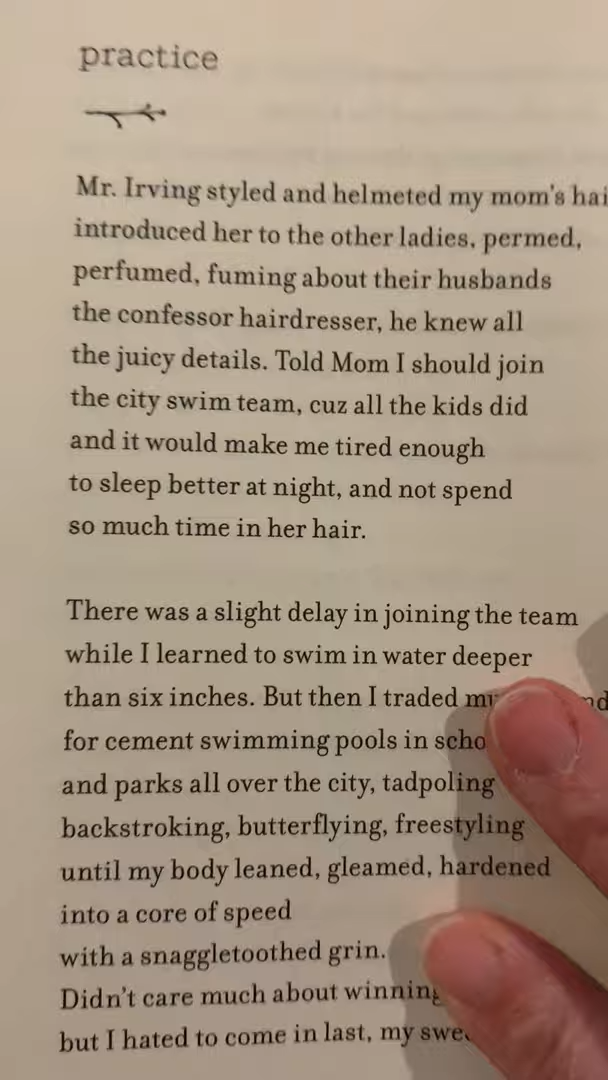 practice
Mr. Irving styled and helmeted my mom's
introduced her to the other ladies, permed,
perfumed, fuming about their husbands
the confessor hairdresser, he knew all
the juicy details. Told Mom I should join
the city swim team, cuz all the kids did
and it would make me tired enough
to sleep better at night, and not spend
so much time in her hair.
There was a slight delay in joining the team
while I learned to swim in water deeper
than six inches. But then I traded
for cement swimming pools in
and parks all over the city, tadpoling
backstroking, butterflying, freestyling
until my body leaned, gleamed, hardened
into a core of speed
with a snaggletoothed grin.
Didn't care much about winning
but I hated to come in last, my